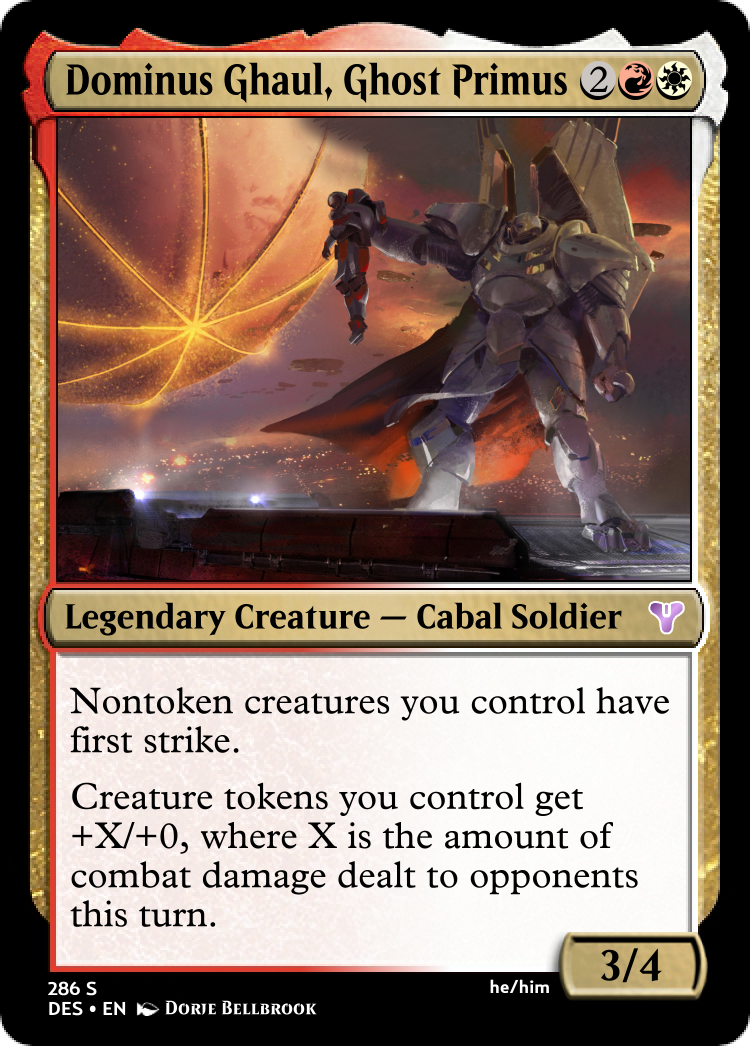 Dominus Ghaul, Ghost Primus 2
Legendary Creature — Cabal Soldier
Nontoken creatures you control have
first strike.
Creature tokens you control get
+X/+0, where X is the amount of
combat damage dealt to opponents
this turn.
3/4
286 S
he/him
DES • EN Dorje Bellbrook